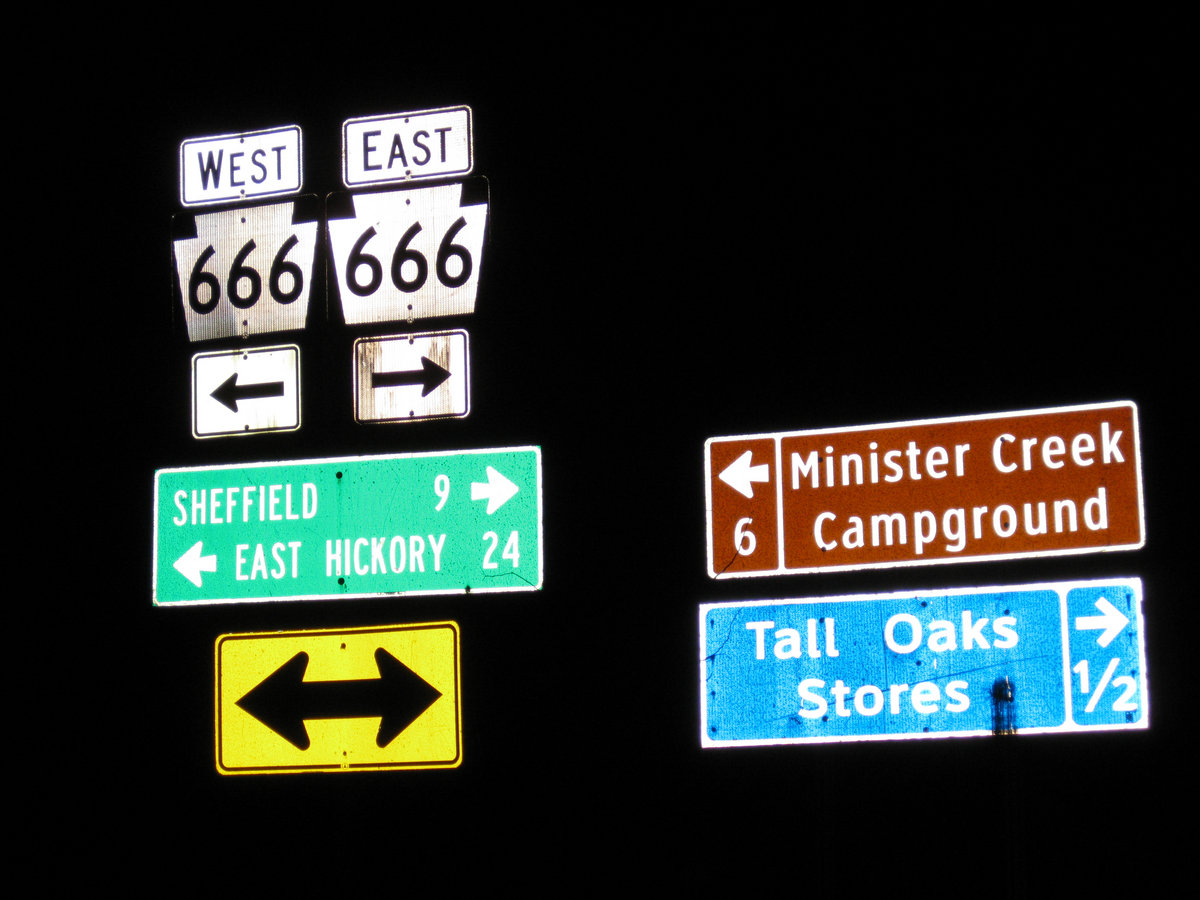 WEST
666
EAST
666
SHEFFIELD 9
EAST HICKORY 24
Minister Creek
Campground
6
Tall Oaks
Stores
1/2